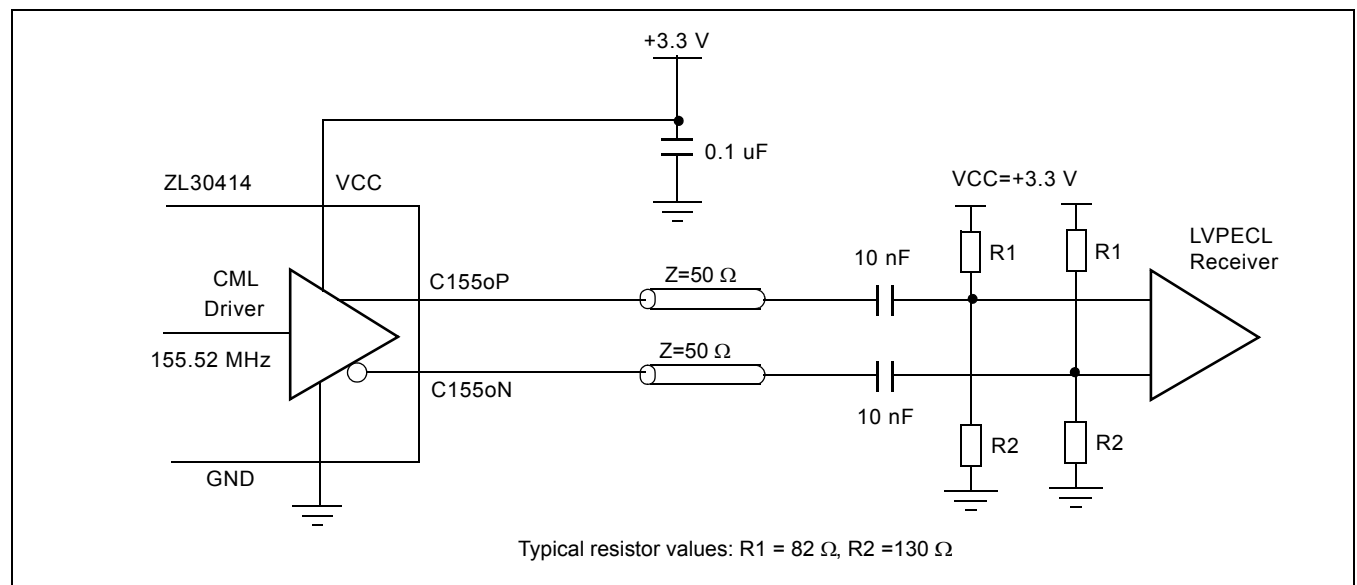 +3.3 V
0.1 uF
ZL30414
VCC
VCC=+3.3 V
R1
R1
LVPECL
Receiver
10 nF
CML
Driver
C155oP
Z=50 Ω
155.52 MHz
Z=50 Ω
C155oN
10 nF
R2
R2
GND
Typical resistor values: R1 = 82 Ω, R2 =130 Ω